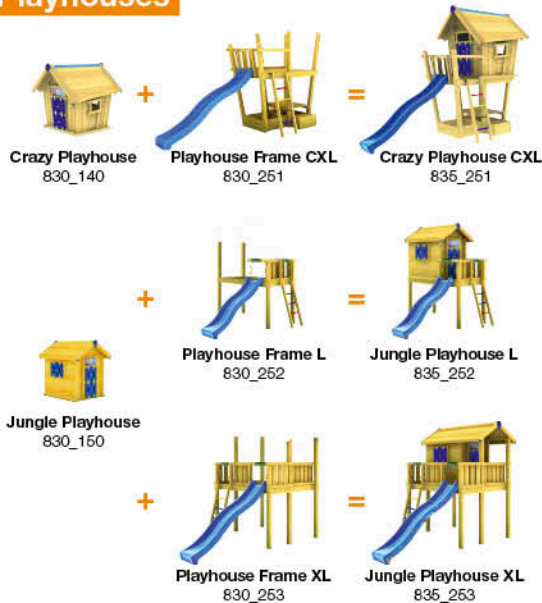 Playhouses
+
=
Crazy Playhouse
830_140
Playhouse Frame CXL
830_251
Crazy Playhouse CXL
835_251
+
=
Playhouse Frame L
830_252
Jungle Playhouse L
835_252
Jungle Playhouse
830_150
+
=
Playhouse Frame XL
830_253
Jungle Playhouse XL
835_253